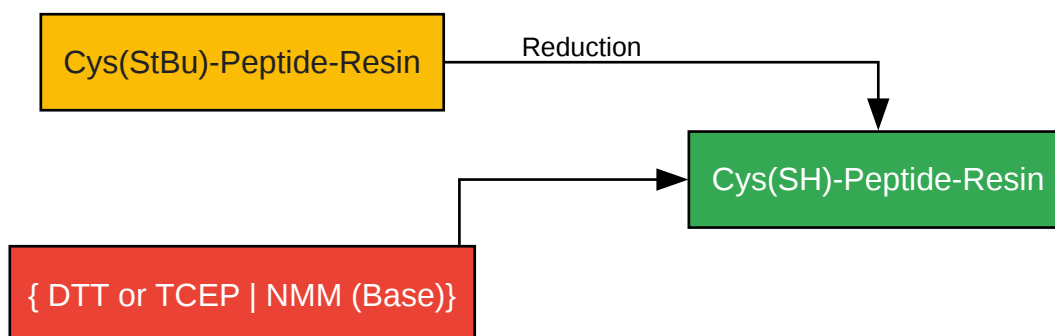 Cys(StBu)-Peptide-Resin
Reduction
Cys(SH)-Peptide-Resin
{ DTT or TCEP | NMM (Base)}